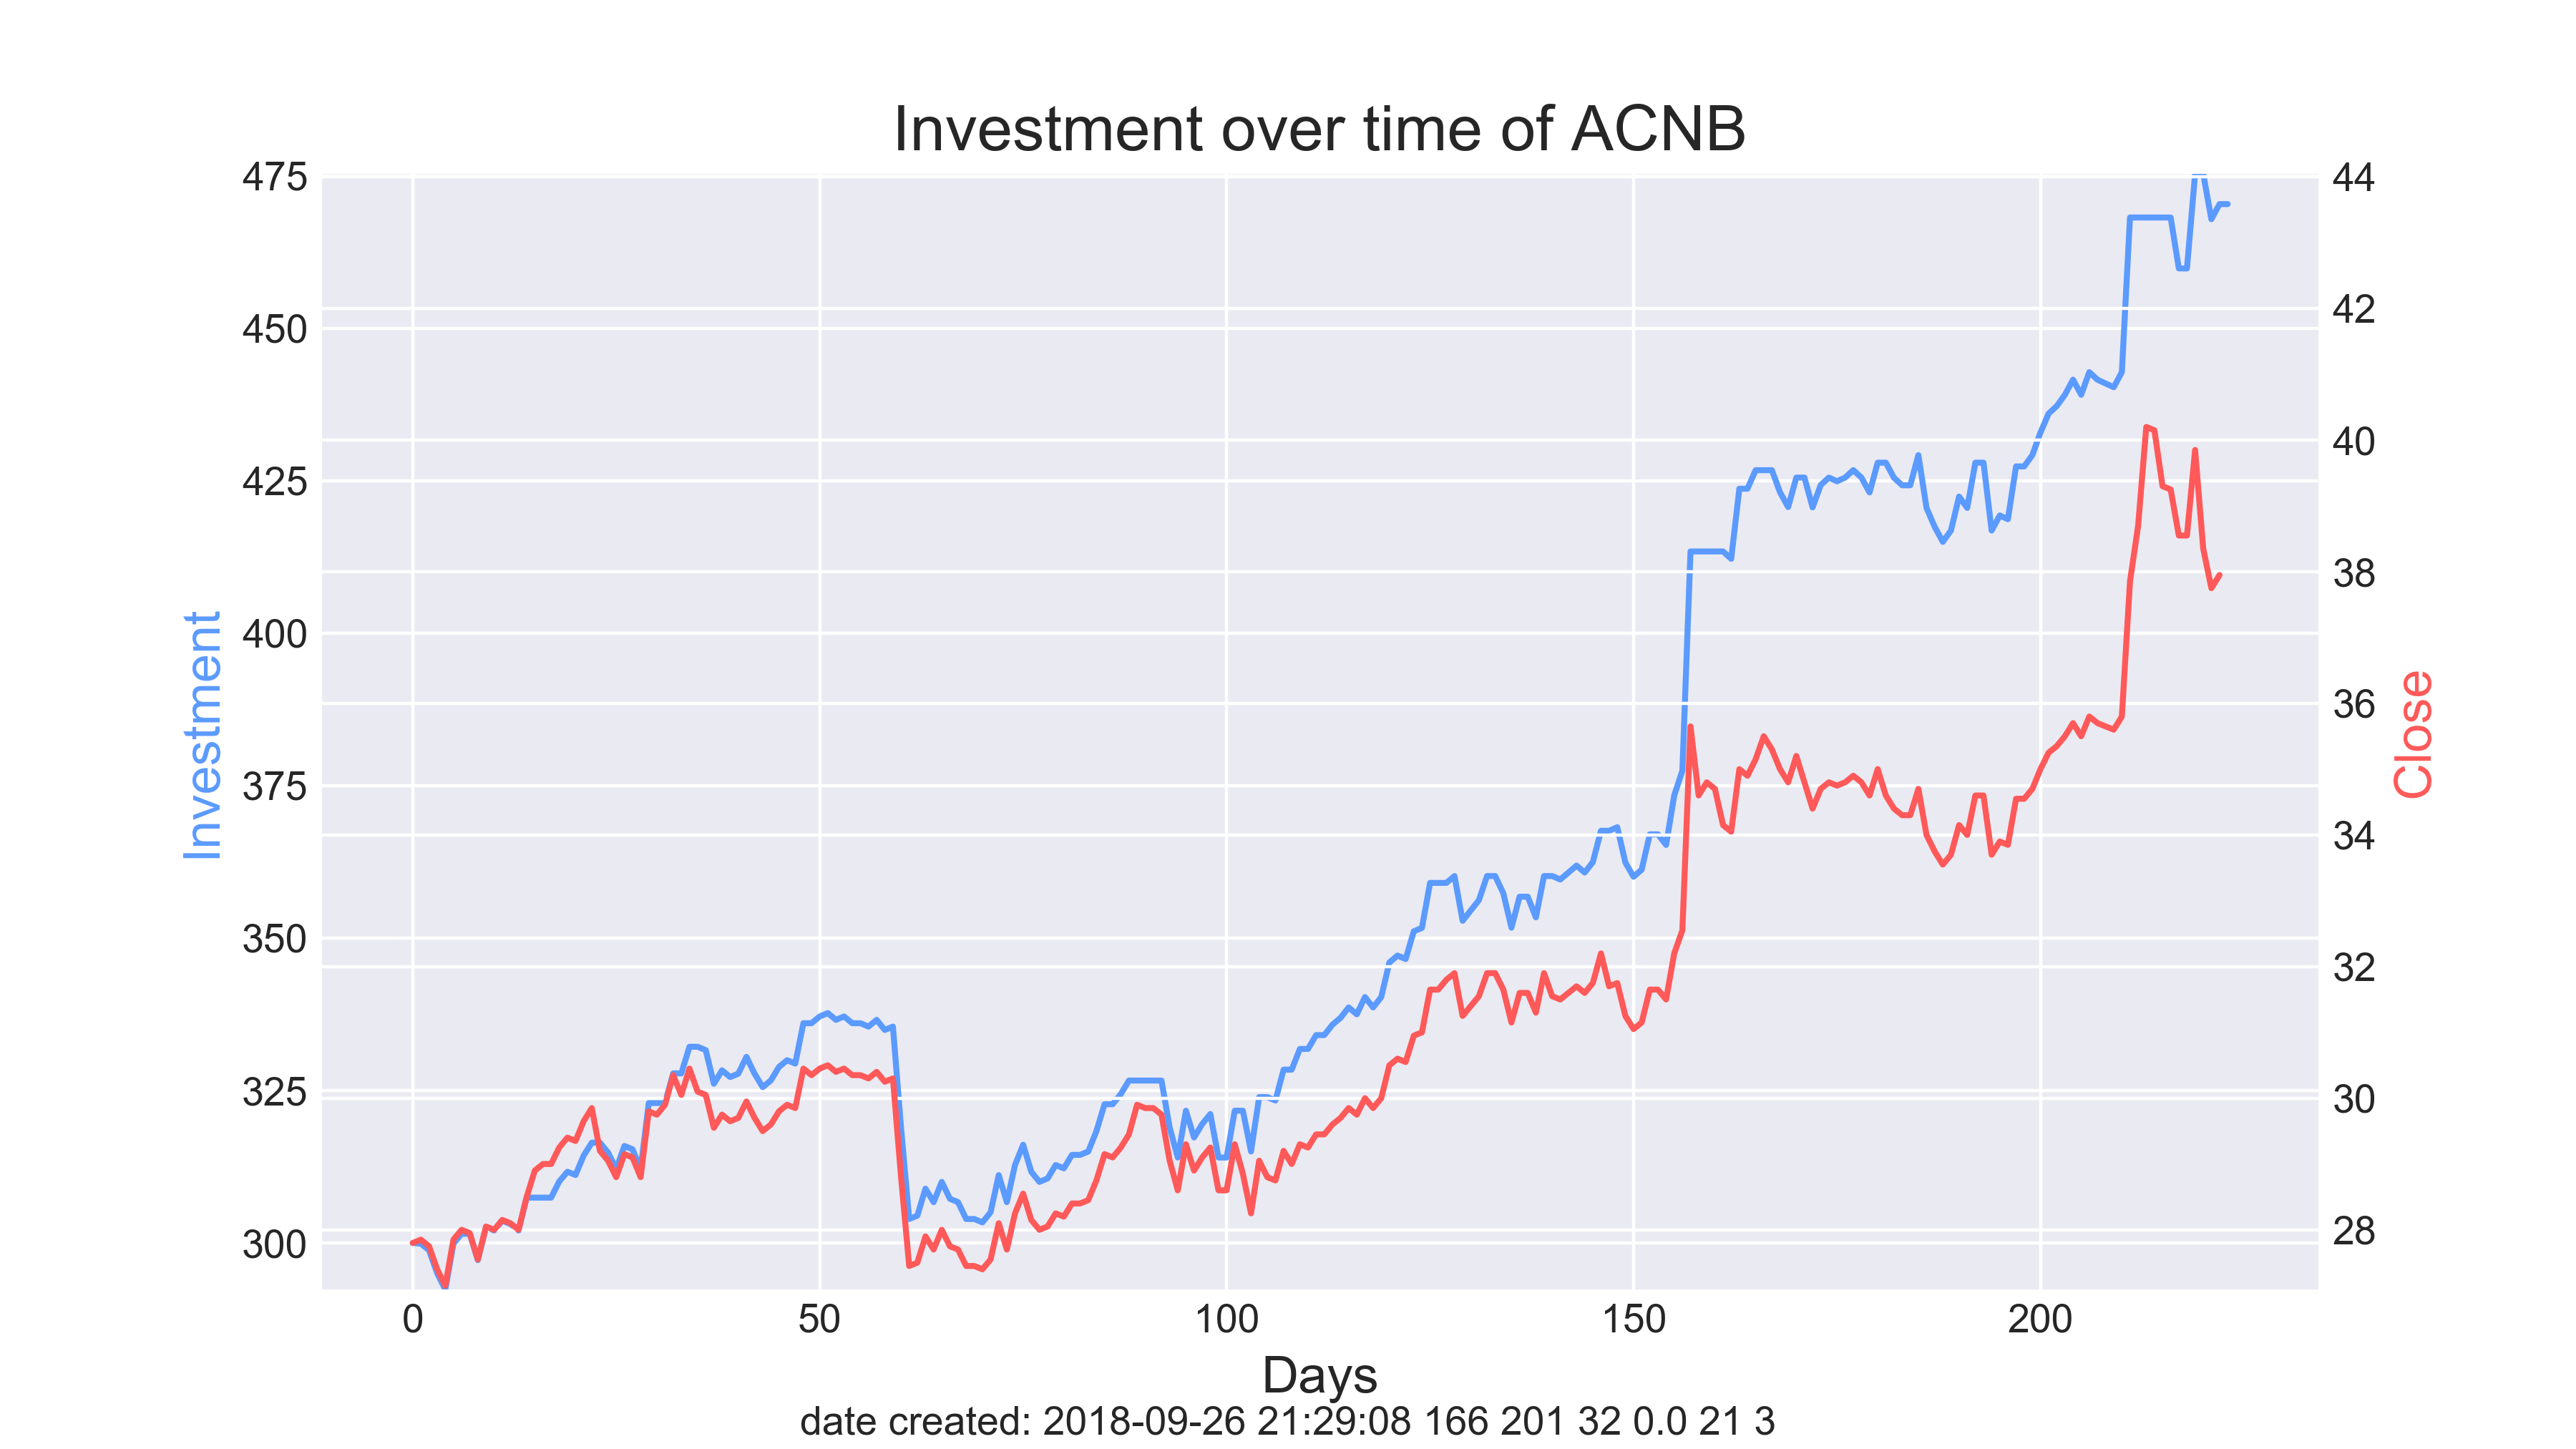 Investment over time of ACNB
475
450
425
400
375
350
325
300
Investment
44
42
40
38
36
34
32
30
28
Close
0 50 100 150 200
Days
date created: 2018-09-26 21:29:08 166 201 32 0.0 21 3